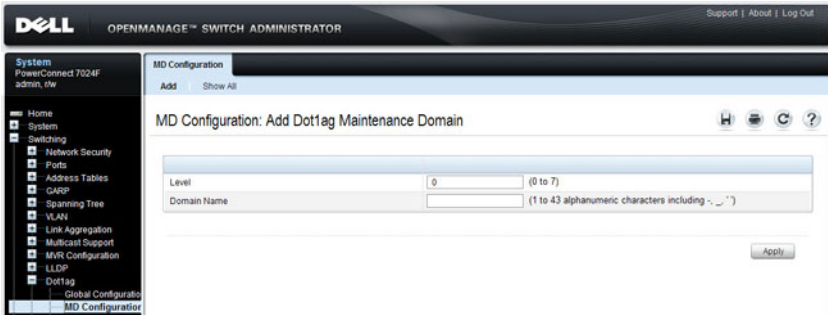 DELL
OPENMANAGE™ SWITCH ADMINISTRATOR
Support | About | Log Out
System
PowerConnect 7024F
admin, r/w
MD Configuration
Add
Show All
Home
System
Switching
Network Security
Ports
Address Tables
GARP
Spanning Tree
VLAN
Link Aggregation
Multicast Support
MVR Configuration
LLDP
Dot1ag
Global Configuratio
MD Configuration
MD Configuration: Add Dot1ag Maintenance Domain
?
Level 0 (0 to 7)
Domain Name (1 to 43 alphanumeric characters including -, _, ' ')
Apply